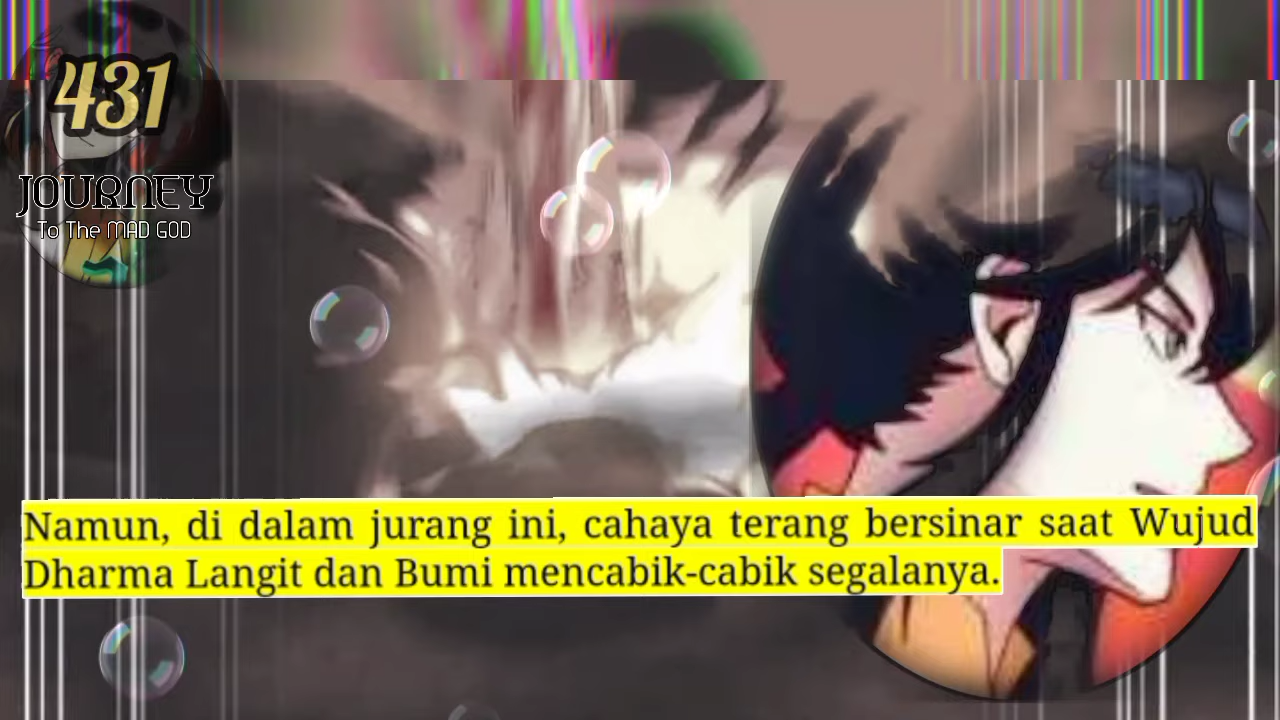 431
JOURNEY
To The MAD GOD
Namun, di dalam jurang ini, cahaya terang bersinar saat Wujud
Dharma Langit dan Bumi mencabik-cabik segalanya.